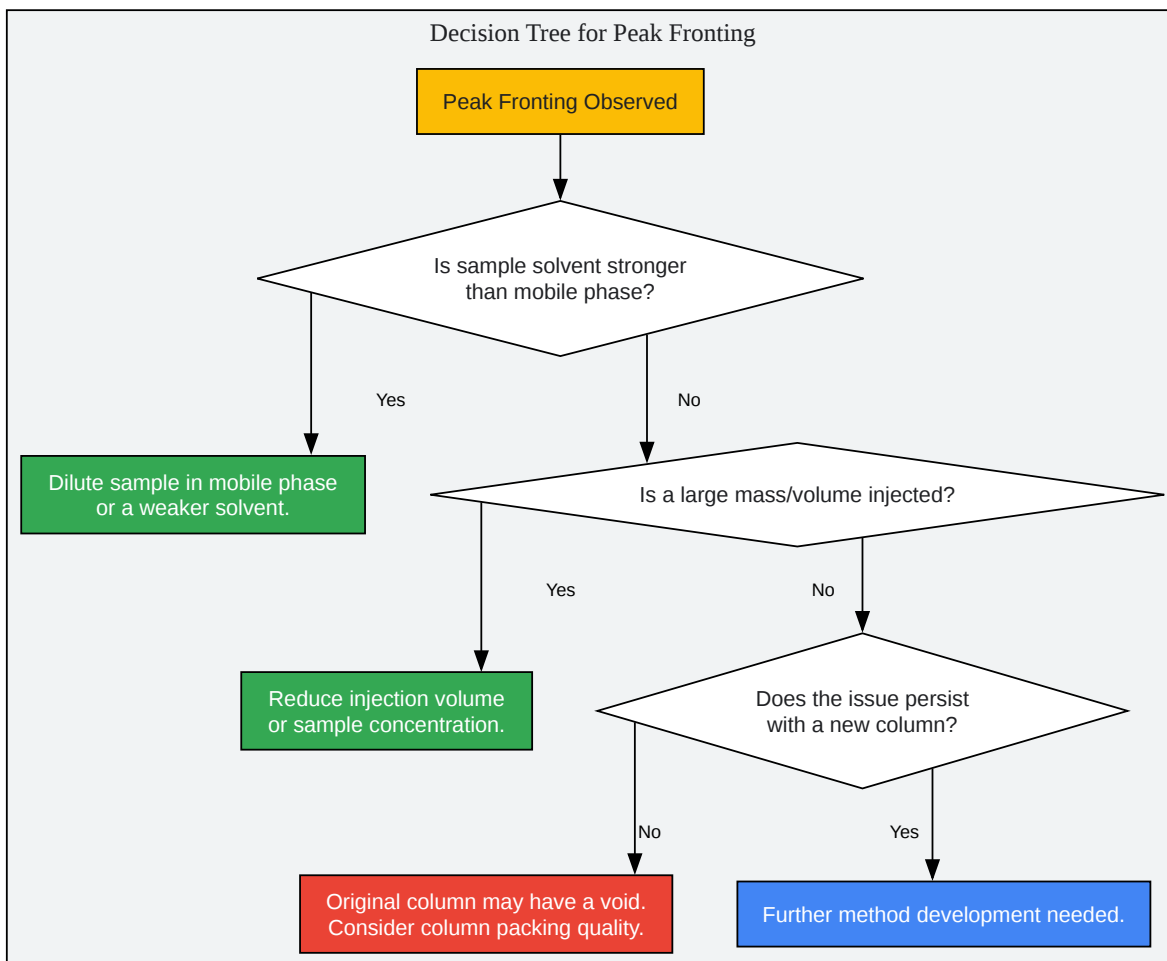 Decision Tree for Peak Fronting
Peak Fronting Observed
Is sample solvent stronger
than mobile phase?
Yes
No
Dilute sample in mobile phase
or a weaker solvent.
Is a large mass/volume injected?
Yes
No
Reduce injection volume
or sample concentration.
Does the issue persist
with a new column?
No
Yes
Original column may have a void.
Consider column packing quality.
Further method development needed.